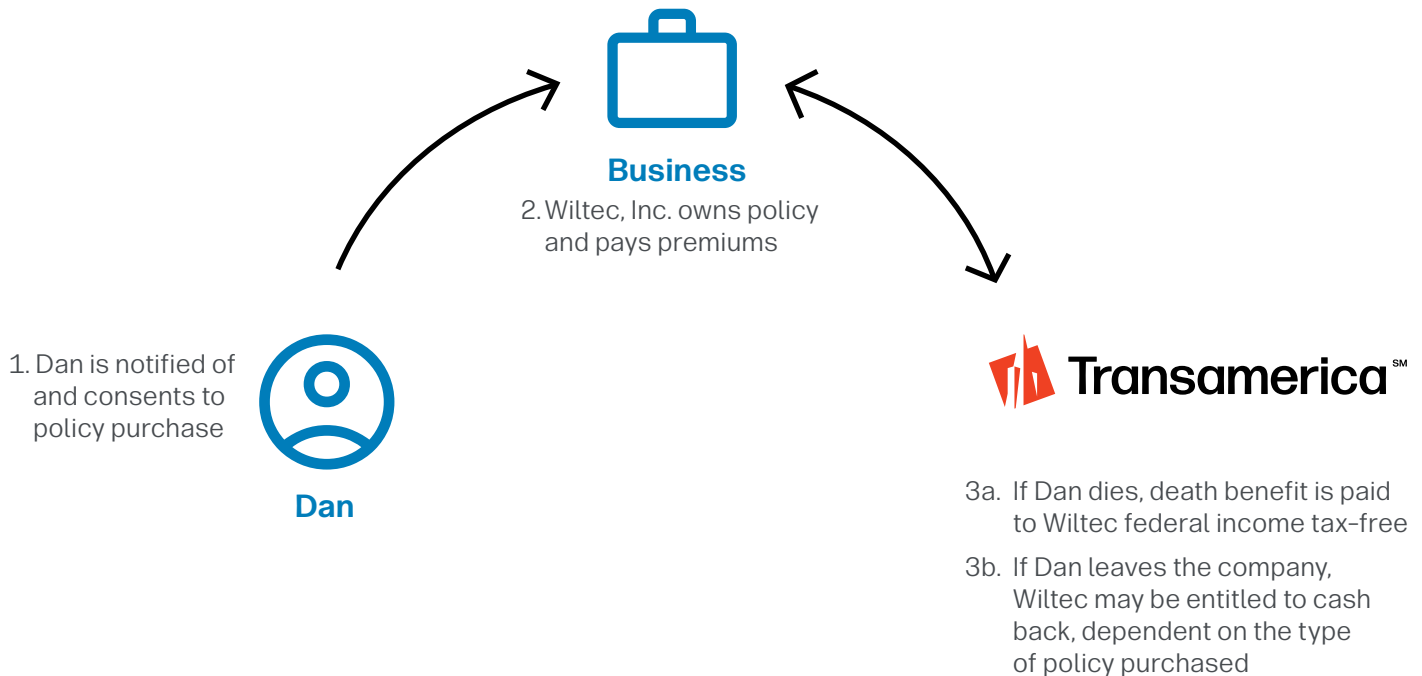 Business
2. Wiltec, Inc. owns policy
and pays premiums
1. Dan is notified of
and consents to
policy purchase
Dan
Transamerica℠
3a. If Dan dies, death benefit is paid
to Wiltec federal income tax-free
3b. If Dan leaves the company,
Wiltec may be entitled to cash
back, dependent on the type
of policy purchased